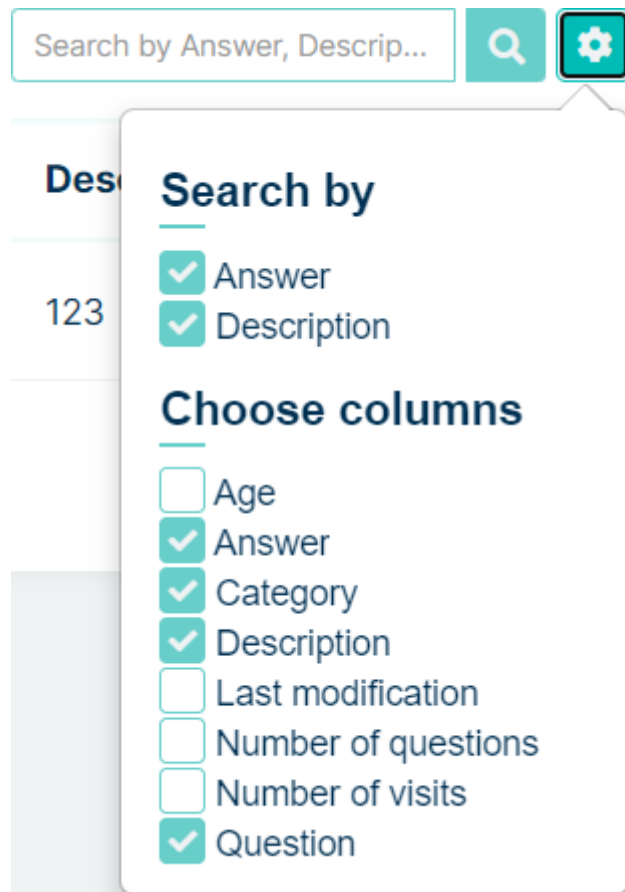 Search by Answer, Descrip...
Des
Search by
Answer
Description
123
Choose columns
Age
Answer
Category
Description
Last modification
Number of questions
Number of visits
Question